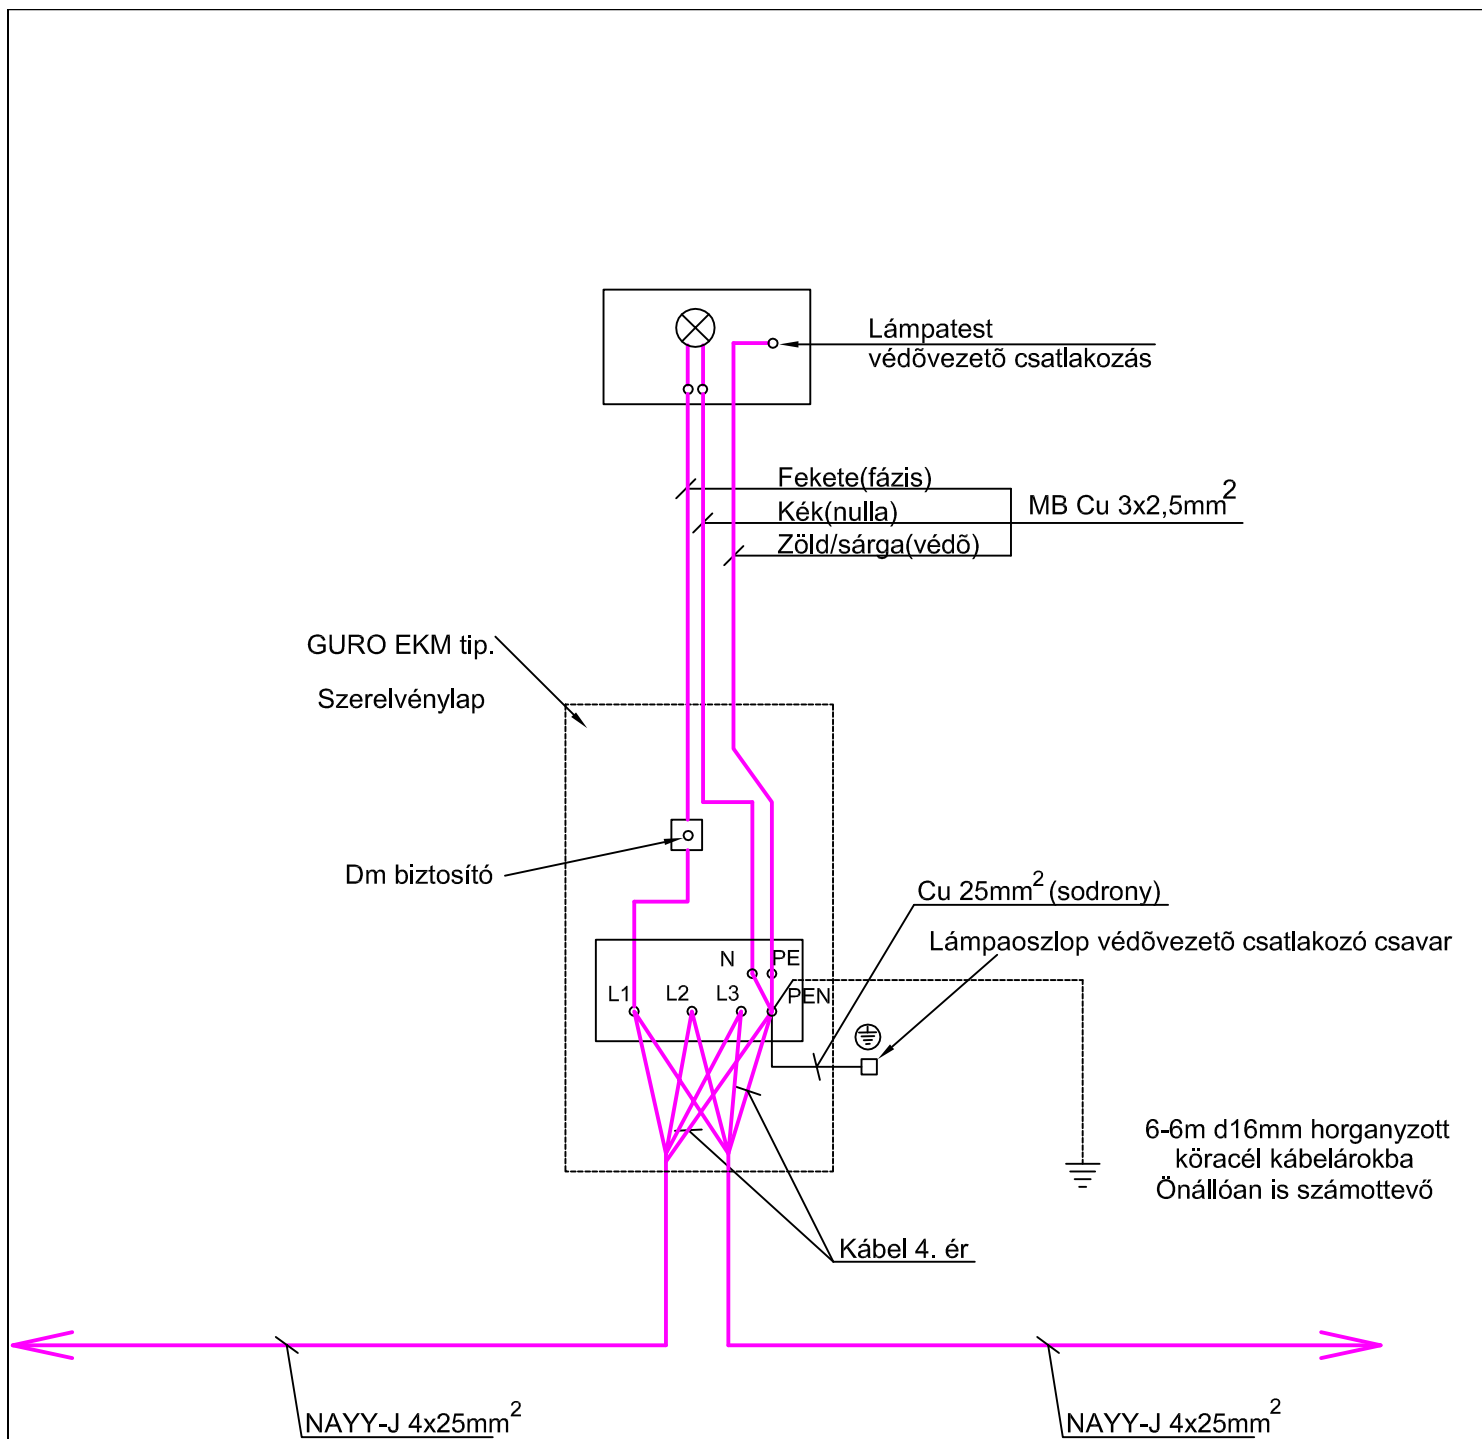 Lámpatest
védõvezetõ csatlakozás
Fekete(fázis)
Kék(nulla)
MB Cu 3x2,5mm²
Zöld/sárga(védõ)
GURO EKM tip.
Szerelvénylap
Dm biztosító
Cu 25mm² (sodrony)
Lámpaoszlop védõvezetõ csatlakozó csavar
N
PE
L1
L2
L3
PEN
6-6m d16mm horganyzott
köracél kábelárokba
Önállóan is számottevő
Kábel 4. ér
NAYY-J 4x25mm²
NAYY-J 4x25mm²